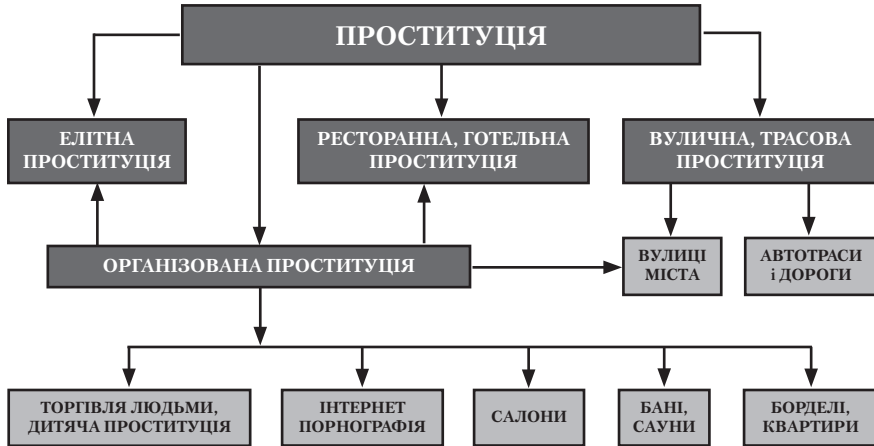 ПРОСТИТУЦІЯ
ЕЛІТНА
ПРОСТИТУЦІЯ
РЕСТОРАННА, ГОТЕЛЬНА
ПРОСТИТУЦІЯ
ВУЛИЧНА, ТРАСОВА
ПРОСТИТУЦІЯ
ОРГАНІЗОВАНА ПРОСТИТУЦІЯ
ВУЛИЦІ
МІСТА
АВТОТРАСИ
і ДОРОГИ
ТОРГІВЛЯ ЛЮДЬМИ,
ДИТЯЧА ПРОСТИТУЦІЯ
ІНТЕРНЕТ
ПОРНОГРАФІЯ
САЛОНИ
БАНІ,
САУНИ
БОРДЕЛІ,
КВАРТИРИ